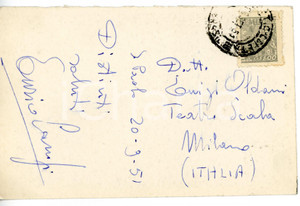 Distinti
saluti
S. Paolo 20-9-51
Dott.
Luigi Oldani
Teatro Scala
Milano
(ITALIA)